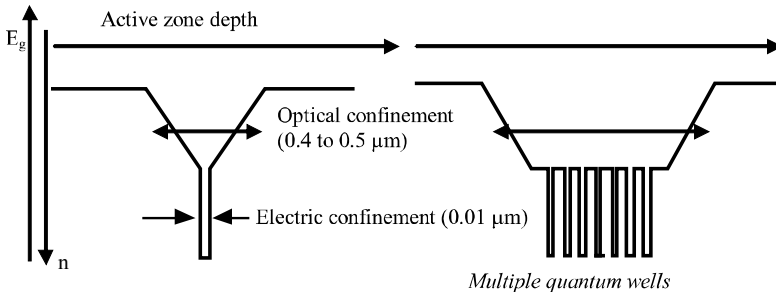 Active zone depth
E_g
Optical confinement
(0.4 to 0.5 µm)
Electric confinement (0.01 µm)
n
Multiple quantum wells